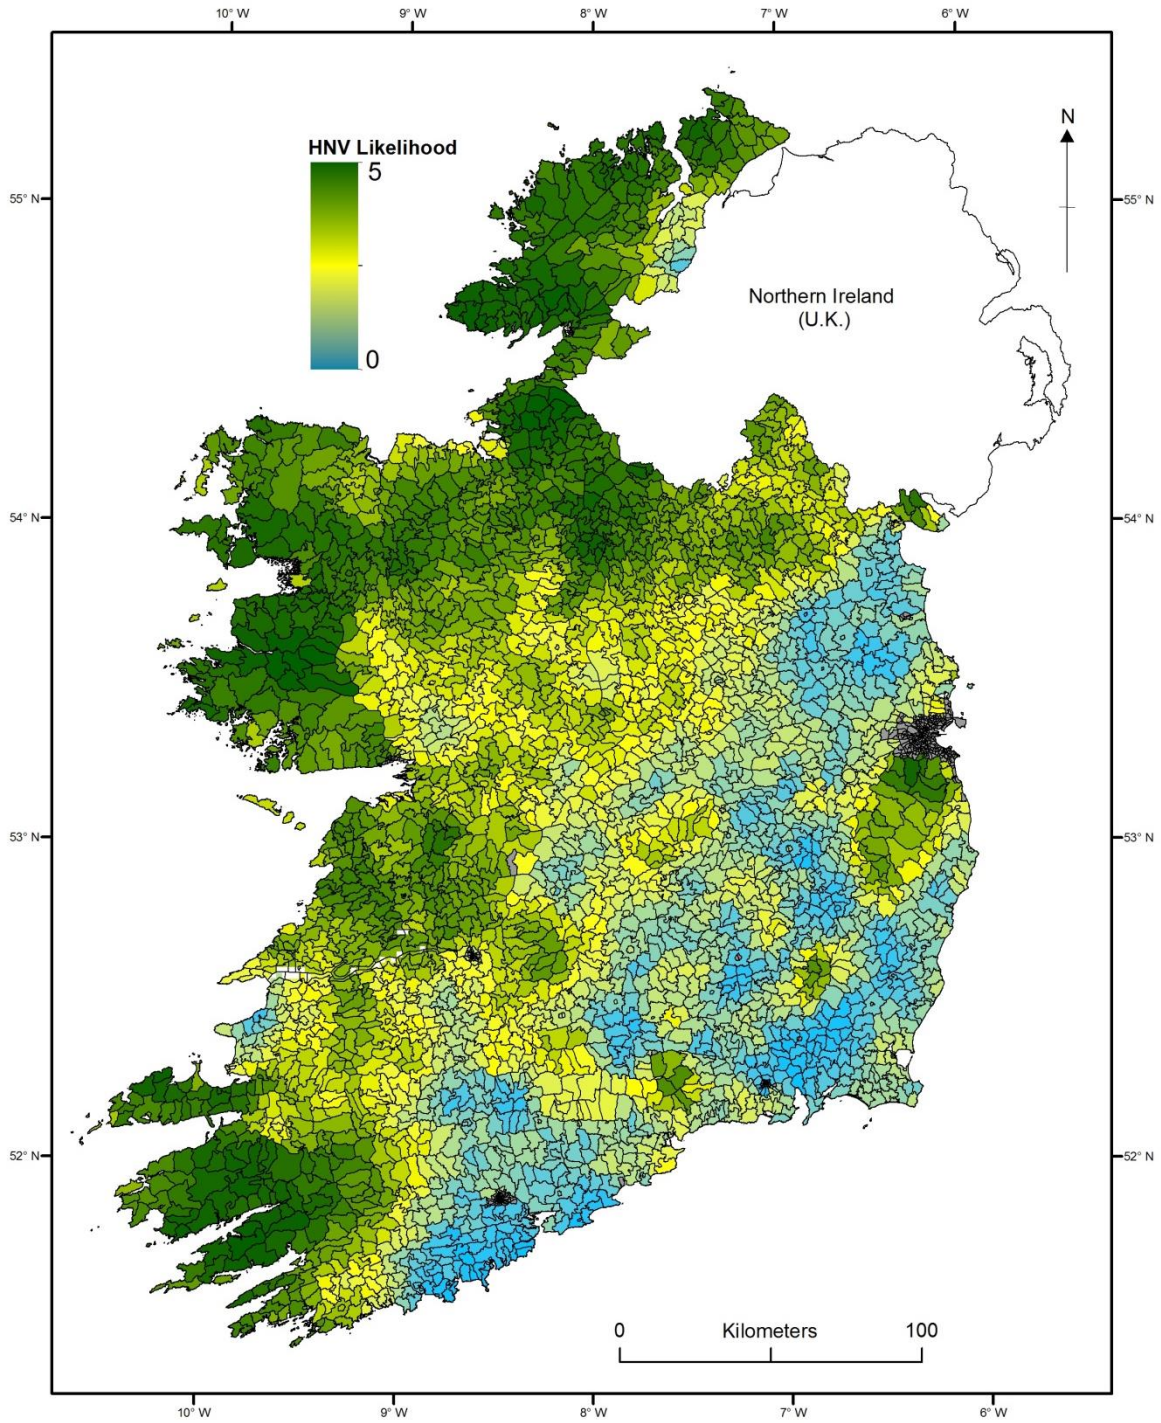 10° W 9° W 8° W 7° W 6° W
N
HNV Likelihood
5
0
55° N 55° N
Northern Ireland
(U.K.)
54° N 54° N
53° N 53° N
52° N 52° N
0 Kilometers 100
10° W 9° W 8° W 7° W 6° W